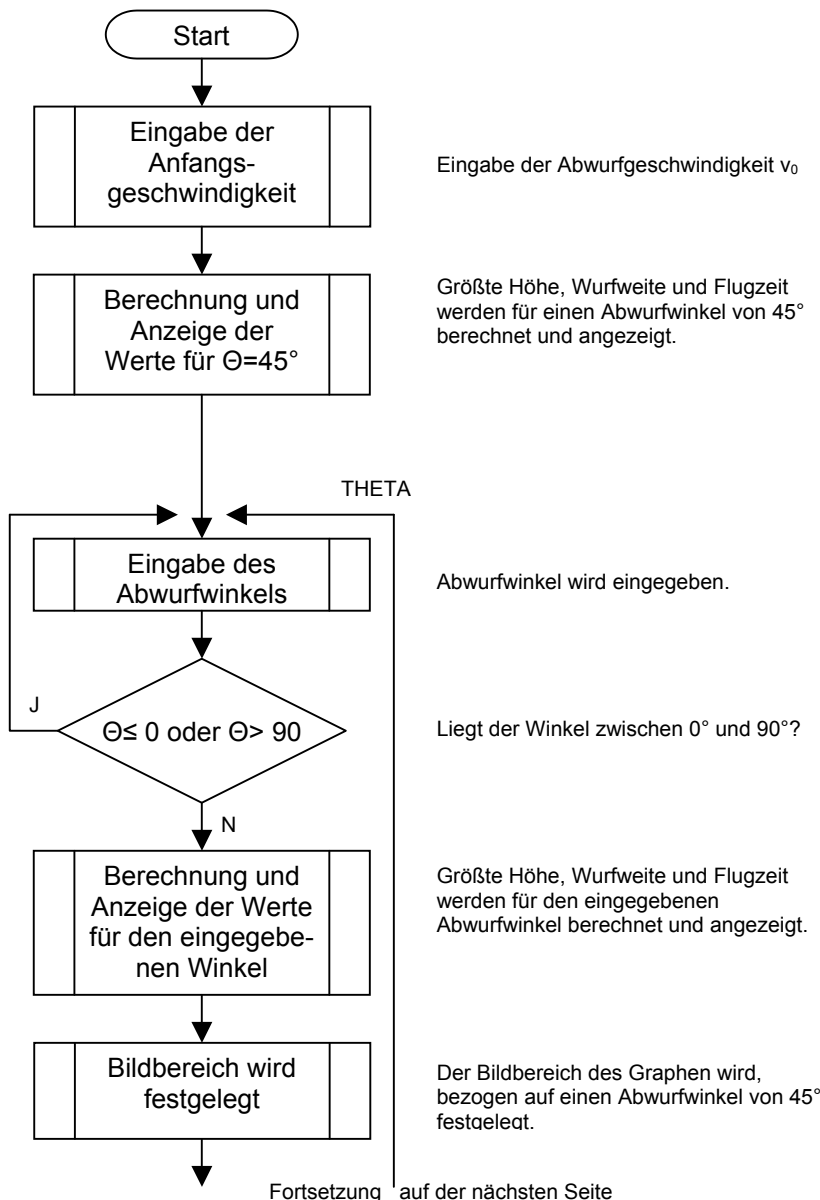 Start
Eingabe der
Anfangs-
geschwindigkeit
Eingabe der Abwurfgeschwindigkeit v₀
Berechnung und
Anzeige der
Werte für Θ=45°
Größte Höhe, Wurfweite und Flugzeit
werden für einen Abwurfwinkel von 45°
berechnet und angezeigt.
THETA
Eingabe des
Abwurfwinkels
Abwurfwinkel wird eingegeben.
J
Θ≤ 0 oder Θ> 90
Liegt der Winkel zwischen 0° und 90°?
N
Berechnung und
Anzeige der Werte
für den eingegebe-
nen Winkel
Größte Höhe, Wurfweite und Flugzeit
werden für den eingegebenen
Abwurfwinkel berechnet und angezeigt.
Bildbereich wird
festgelegt
Der Bildbereich des Graphen wird,
bezogen auf einen Abwurfwinkel von 45°
festgelegt.
Fortsetzung auf der nächsten Seite